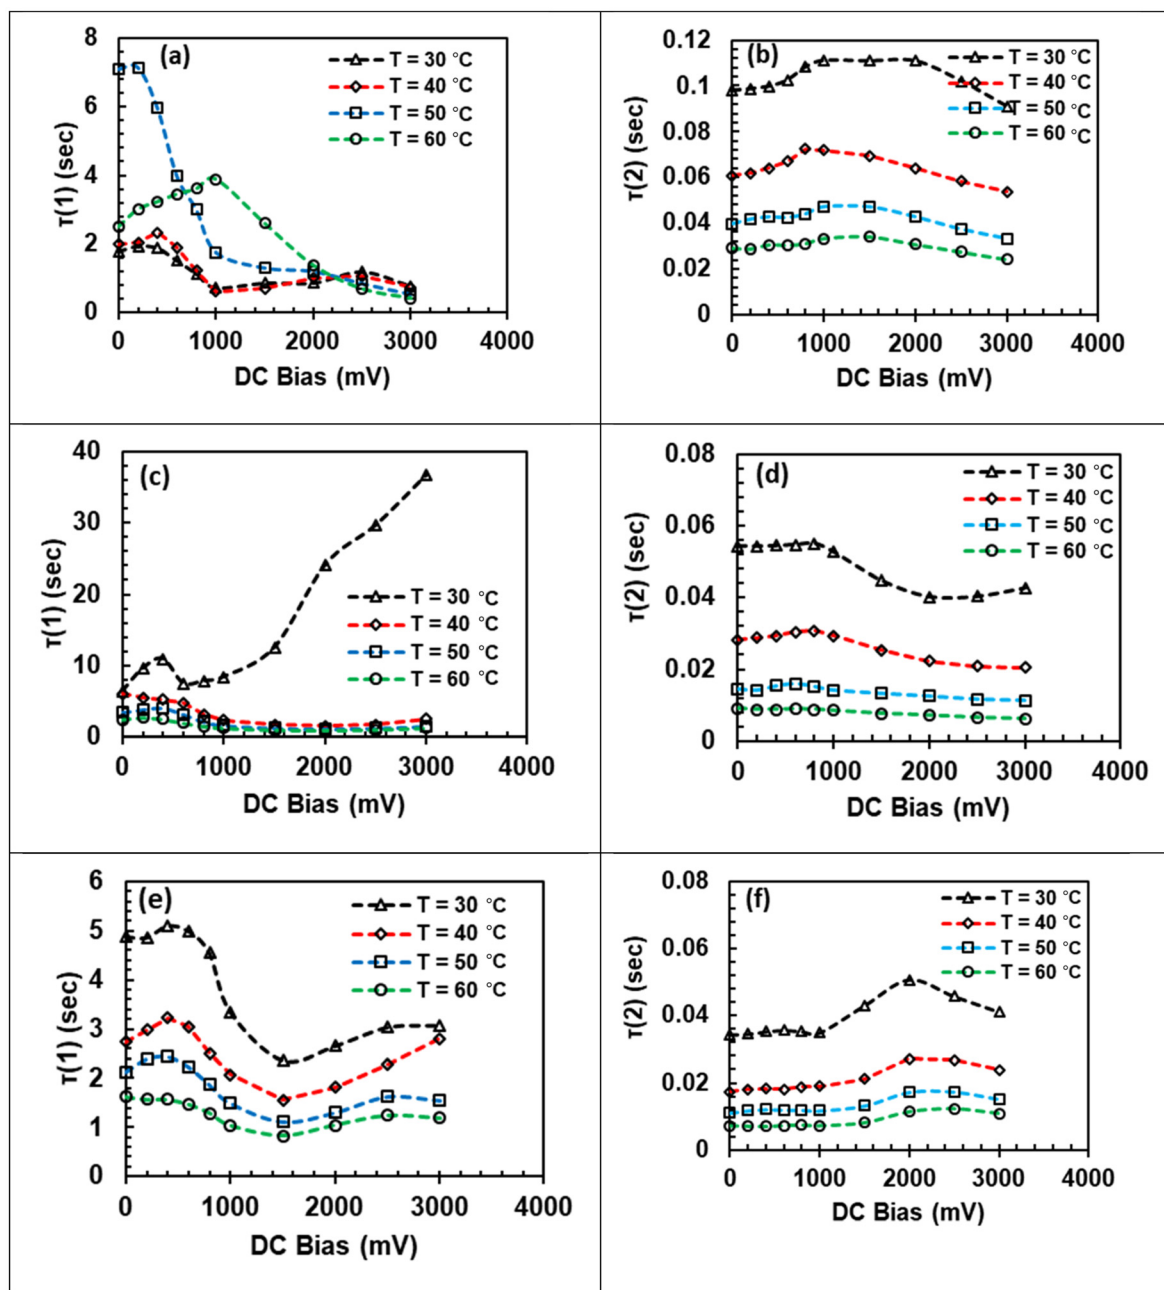 (a)
8
6
4
2
0
τ(1) (sec)
T = 30 °C
T = 40 °C
T = 50 °C
T = 60 °C
0 1000 2000 3000 4000
DC Bias (mV)
(b)
0.12
0.1
0.08
0.06
0.04
0.02
0
τ(2) (sec)
T = 30 °C
T = 40 °C
T = 50 °C
T = 60 °C
0 1000 2000 3000 4000
DC Bias (mV)
(c)
40
30
20
10
0
τ(1) (sec)
T = 30 °C
T = 40 °C
T = 50 °C
T = 60 °C
0 1000 2000 3000 4000
DC Bias (mV)
(d)
0.08
0.06
0.04
0.02
0
τ(2) (sec)
T = 30 °C
T = 40 °C
T = 50 °C
T = 60 °C
0 1000 2000 3000 4000
DC Bias (mV)
(e)
6
5
4
3
2
1
0
τ(1) (sec)
T = 30 °C
T = 40 °C
T = 50 °C
T = 60 °C
0 1000 2000 3000 4000
DC Bias (mV)
(f)
0.08
0.06
0.04
0.02
0
τ(2) (sec)
T = 30 °C
T = 40 °C
T = 50 °C
T = 60 °C
0 1000 2000 3000 4000
DC Bias (mV)